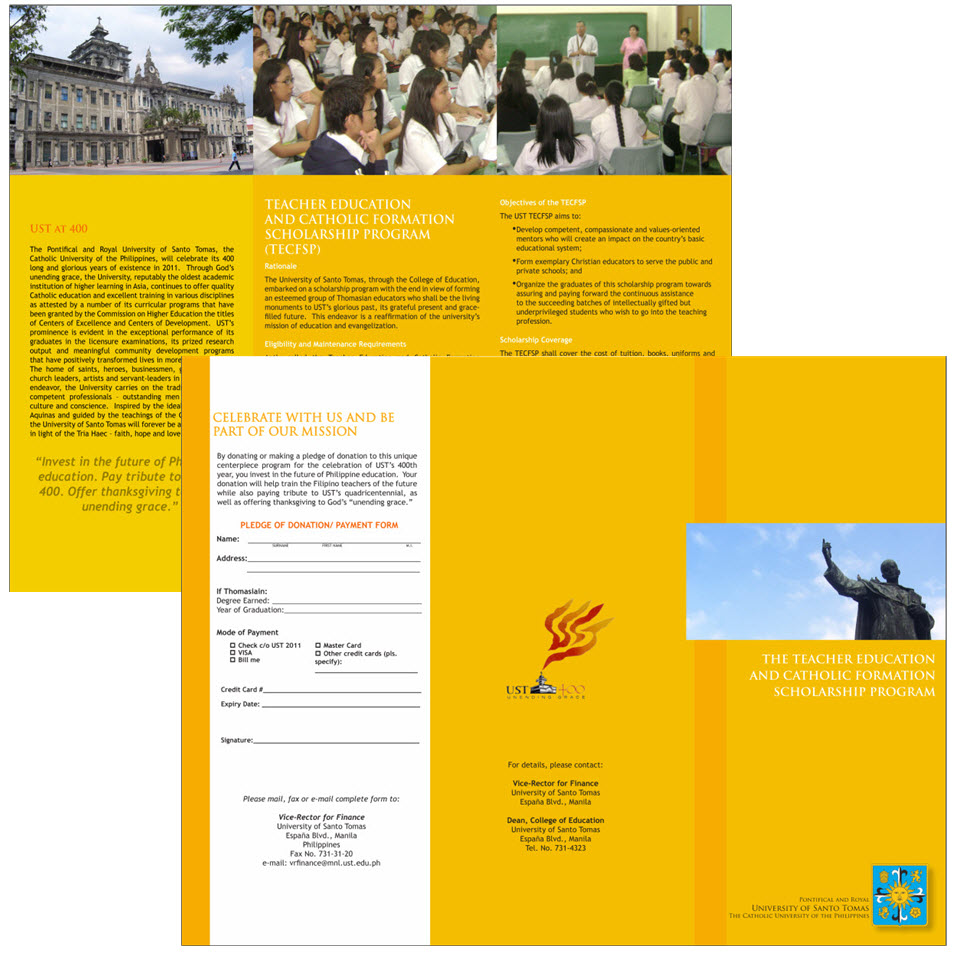 UST AT 400
The Pontifical and Royal University of Santo Tomas, the
Catholic University of the Philippines, will celebrate its 400
long and glorious years of existence in 2011. Through God's
unending grace, the University, reputably the oldest academic
institution of higher learning in Asia, continues to offer quality
Catholic education and excellent training in various disciplines
as attested by a number of its curricular programs that have
been granted by the Commission on Higher Education the titles
of Centers of Excellence and Centers of Development. UST's
prominence is evident in the exceptional performance of its
graduates in the licensure examinations, its prized research
output and meaningful community development programs
that have positively transformed lives in more
The home of saints, heroes, businessmen,
church leaders, artists and servant-leaders in
endeavor, the University carries on the trad
competent professionals - outstanding men
culture and conscience. Inspired by the ideal
Aquinas and guided by the teachings of the
the University of Santo Tomas will forever be a
in light of the Tria Haec - faith, hope and love
“Invest in the future of Ph
education. Pay tribute to
400. Offer thanksgiving t
unending grace.”
TEACHER EDUCATION
AND CATHOLIC FORMATION
SCHOLARSHIP PROGRAM
(TECFSP)
Rationale
The University of Santo Tomas, through the College of Education,
embarked on a scholarship program with the end in view of forming
an esteemed group of Thomasian educators who shall be the living
monuments to UST's glorious past, its grateful present and grace-
filled future. This endeavor is a reaffirmation of the university's
mission of education and evangelization.
Eligibility and Maintenance Requirements
Objectives of the TECFSP
The UST TECFSP aims to:
•Develop competent, compassionate and values-oriented
mentors who will create an impact on the country's basic
educational system;
•Form exemplary Christian educators to serve the public and
private schools; and
•Organize the graduates of this scholarship program towards
assuring and paying forward the continuous assistance
to the succeeding batches of intellectually gifted but
underprivileged students who wish to go into the teaching
profession.
Scholarship Coverage
The TECFSP shall cover the cost of tuition, books, uniforms and
CELEBRATE WITH US AND BE
PART OF OUR MISSION
By donating or making a pledge of donation to this unique
centerpiece program for the celebration of UST's 400th
year, you invest in the future of Philippine education. Your
donation will help train the Filipino teachers of the future
while also paying tribute to UST's quadricentennial, as
well as offering thanksgiving to God's “unending grace.”
PLEDGE OF DONATION/ PAYMENT FORM
Name:
SURNAME FIRST NAME M.I.
Address:
If Thomasiain:
Degree Earned:
Year of Graduation:
Mode of Payment
Check c/o UST 2011
VISA
Bill me
Master Card
Other credit cards (pls.
specify):
Credit Card #
Expiry Date:
Signature:
Please mail, fax or e-mail complete form to:
Vice-Rector for Finance
University of Santo Tomas
España Blvd., Manila
Philippines
Fax No. 731-31-20
e-mail: vrfinance@mnl.ust.edu.ph
UST 400
UNENDING GRACE
For details, please contact:
Vice-Rector for Finance
University of Santo Tomas
España Blvd., Manila
Dean, College of Education
University of Santo Tomas
España Blvd., Manila
Tel. No. 731-4323
THE TEACHER EDUCATION
AND CATHOLIC FORMATION
SCHOLARSHIP PROGRAM
PONTIFICAL AND ROYAL
UNIVERSITY OF SANTO TOMAS
THE CATHOLIC UNIVERSITY OF THE PHILIPPINES